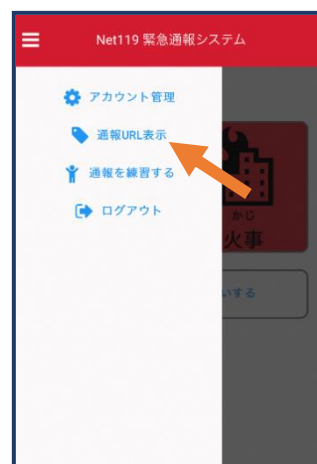 Net119 緊急通報システム
アカウント管理
通報URL表示
通報を練習する
ログアウト
かじ
火事
いする